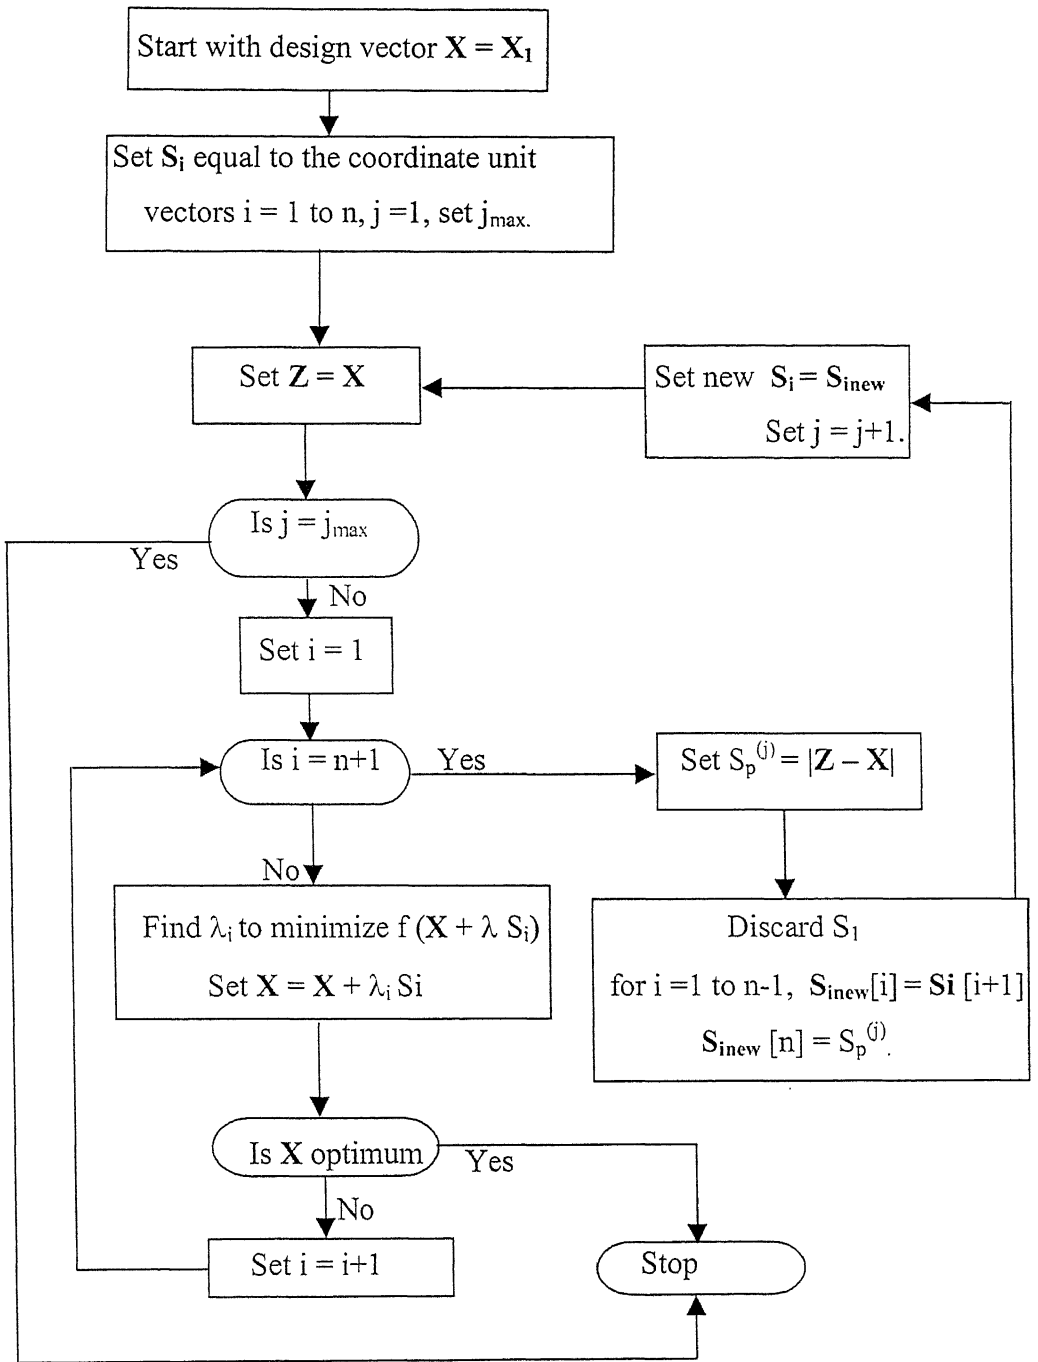 Start with design vector X = X₁
Set Sᵢ equal to the coordinate unit
vectors i = 1 to n, j =1, set jₘₐₓ.
Set Z = X
Set new Sᵢ = Sᵢₙₑw
Set j = j+1.
Is j = jₘₐₓ
Yes
No
Set i = 1
Is i = n+1
Yes
Set Sₚ⁽ʲ⁾ = |Z – X|
No
Find λᵢ to minimize f (X + λ Sᵢ)
Set X = X + λᵢ Si
Discard S₁
for i =1 to n-1, Sᵢₙₑw[i] = Si [i+1]
Sᵢₙₑw [n] = Sₚ⁽ʲ⁾.
Is X optimum
Yes
No
Set i = i+1
Stop